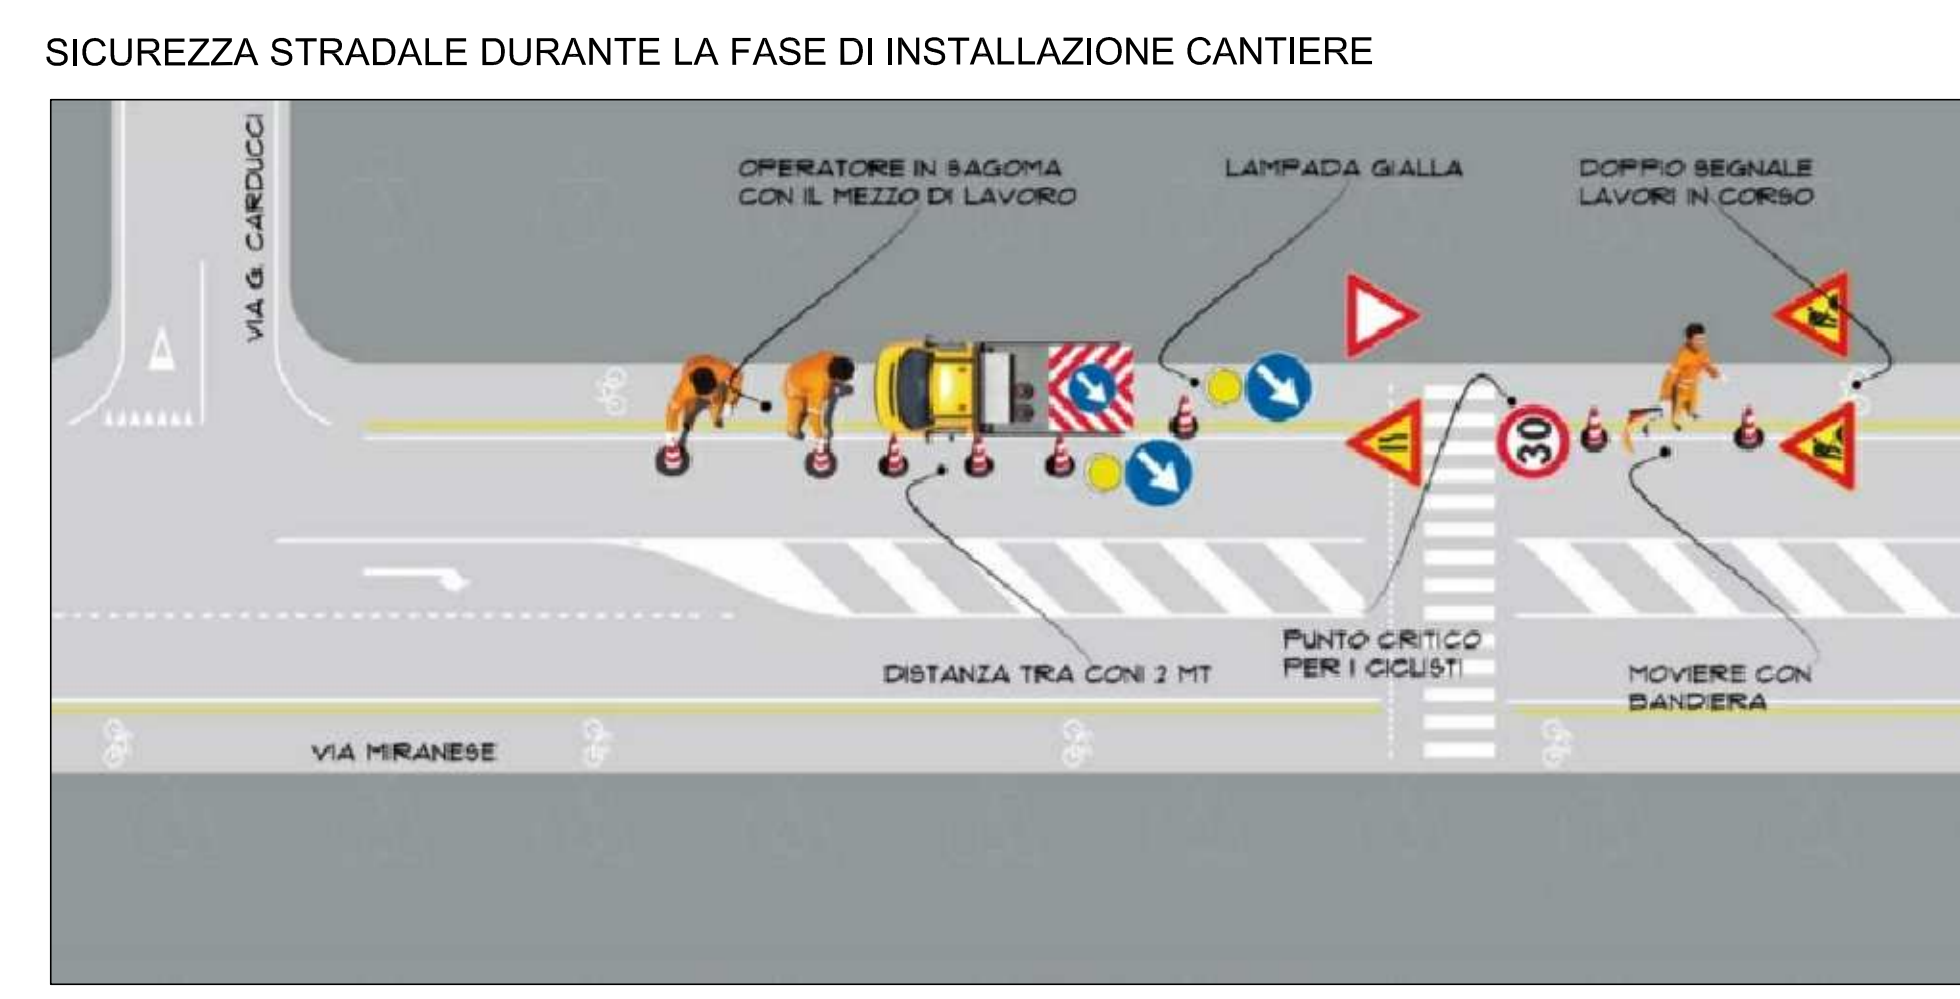 SICUREZZA STRADALE DURANTE LA FASE DI INSTALLAZIONE CANTIERE
VIA G. CARDUCCI
OPERATORE IN SAGOMA
CON IL MEZZO DI LAVORO
LAMPADA GIALLA
DOPPIO SEGNALE
LAVORI IN CORSO
30
DISTANZA TRA CONI 2 MT
PUNTO CRITICO
PER I CICLISTI
MOVIERE CON
BANDIERA
VIA MIRANESE